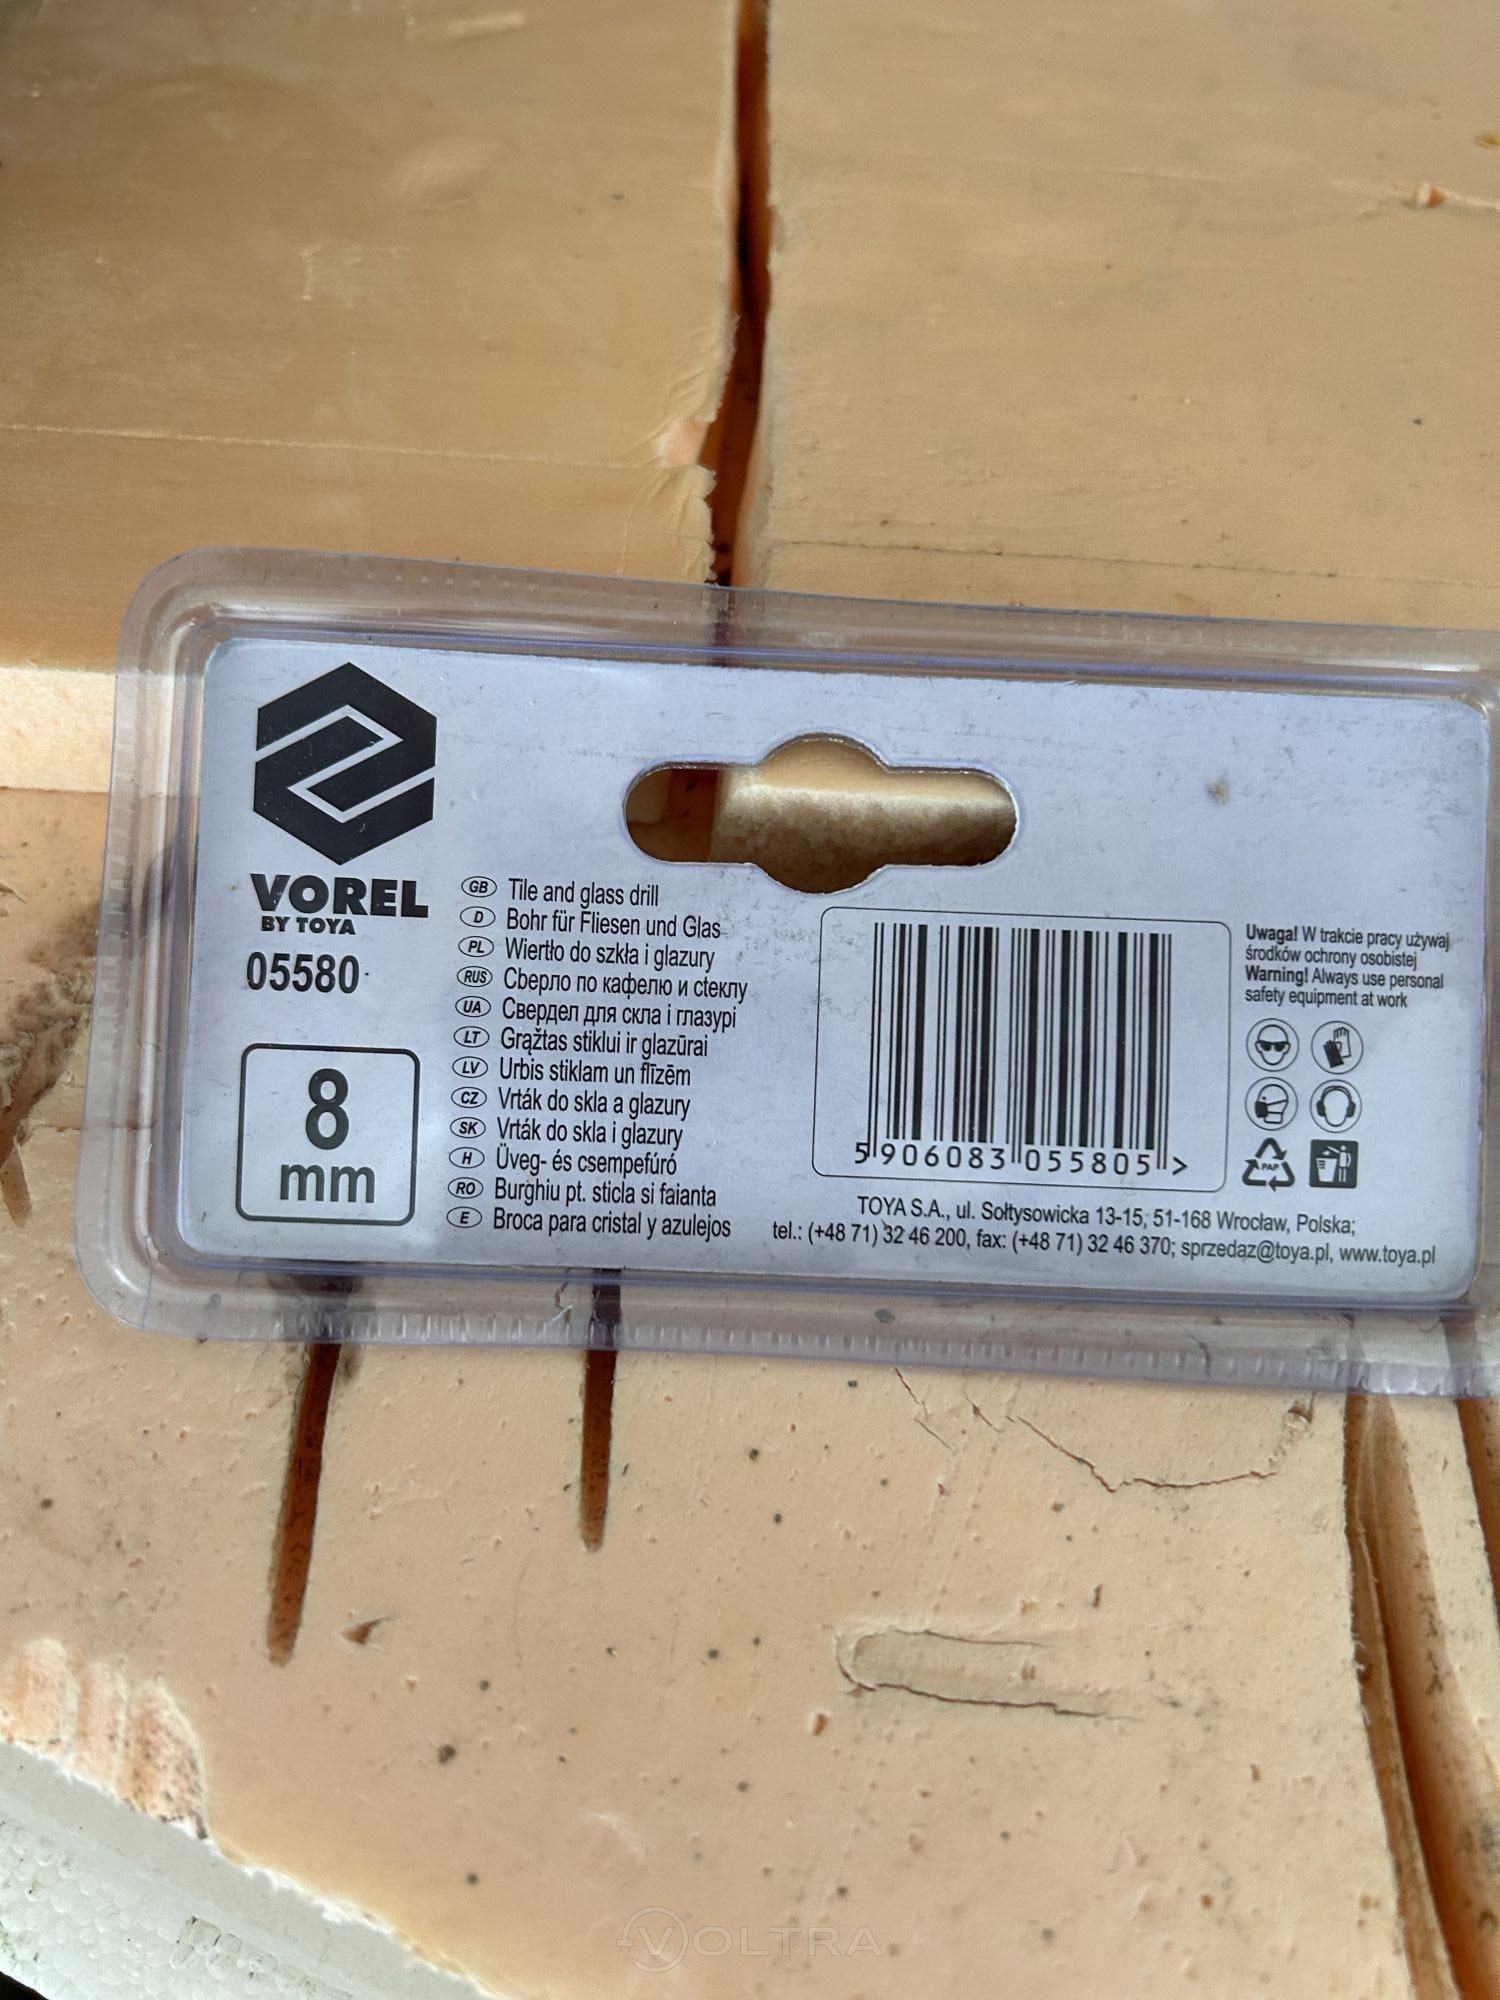 VOREL
BY TOYA
05580
8
mm
GB Tile and glass drill
D Bohr für Fliesen und Glas
PL Wiertło do szkła i glazury
RUS Сbерло по кафелю и сtеклу
UA Свердел для скла і глазурі
LT Grąžtas stiklui ir glazūrai
LV Urbis stiklam un flīzēm
CZ Vrták do skla a glazury
SK Vrták do skla i glazury
H Üveg- és csempefúró
RO Burghiu pt. sticla si faianta
E Broca para cristal y azulejos
5 906083 055805 >
Uwaga! W trakcie pracy używaj
środków ochrony osobistej
Warning! Always use personal
safety equipment at work
PAP
TOYA S.A., ul. Sołtysowicka 13-15; 51-168 Wrocław, Polska;
tel.: (+48 71) 32 46 200, fax: (+48 71) 32 46 370; sprzedaz@toya.pl, www.toya.pl
VOLTRA